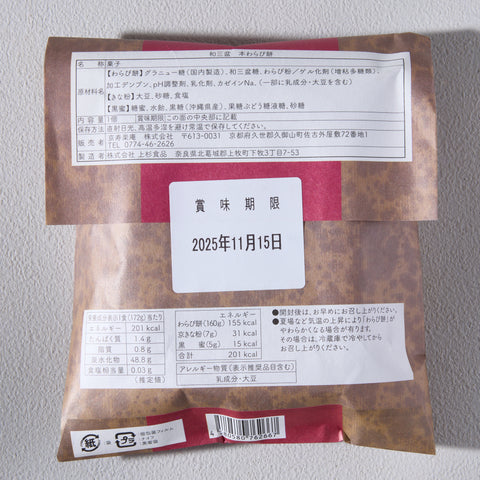 和三盆 本わらび餅
名称 菓子
【わらび餅】グラニュー糖(国内製造)、和三盆糖、わらび粉/ゲル化剤(増粘多糖類)、
加工デンプン、pH調整剤、乳化剤、カゼインNa、(一部に乳成分・大豆を含む)
【きな粉】大豆、砂糖、食塩
【黒蜜】糖蜜、水飴、黒糖(沖縄県産)、果糖ぶどう糖液糖、砂糖
1個 賞味期限 この面の中央部に記載
保存方法 直射日光、高温多湿を避けて常温で保存してください。
販売者 京寿楽庵 株式会社 〒613-0031 京都府久世郡久御山町佐古外屋敷72番1
TEL 0774-46-2626
製造者 株式会社 上杉食品 奈良県北葛城郡上牧町下牧3丁目7-53
賞味期限
2025年11月15日
栄養成分表示1食(172g)当たり
エネルギー 201kcal
たんぱく質 1.4g
脂質 0.8g
炭水化物 48.8g
食塩相当量 0.03g
(推定値)
エネルギー
わらび餅(160g) 155kcal
京きな粉(7g) 31kcal
黒蜜(5g) 15kcal
合計 201kcal
アレルギー物質(表示推奨品目含む)
乳成分・大豆
●開封後は、お早めにお召し上がりください。
●夏場など気温の上昇により「わらび餅」が
やわらかくなる場合が有ります。
その場合は、冷蔵庫で冷やしてから
お召し上がりください。
紙
プラ
4580580762867